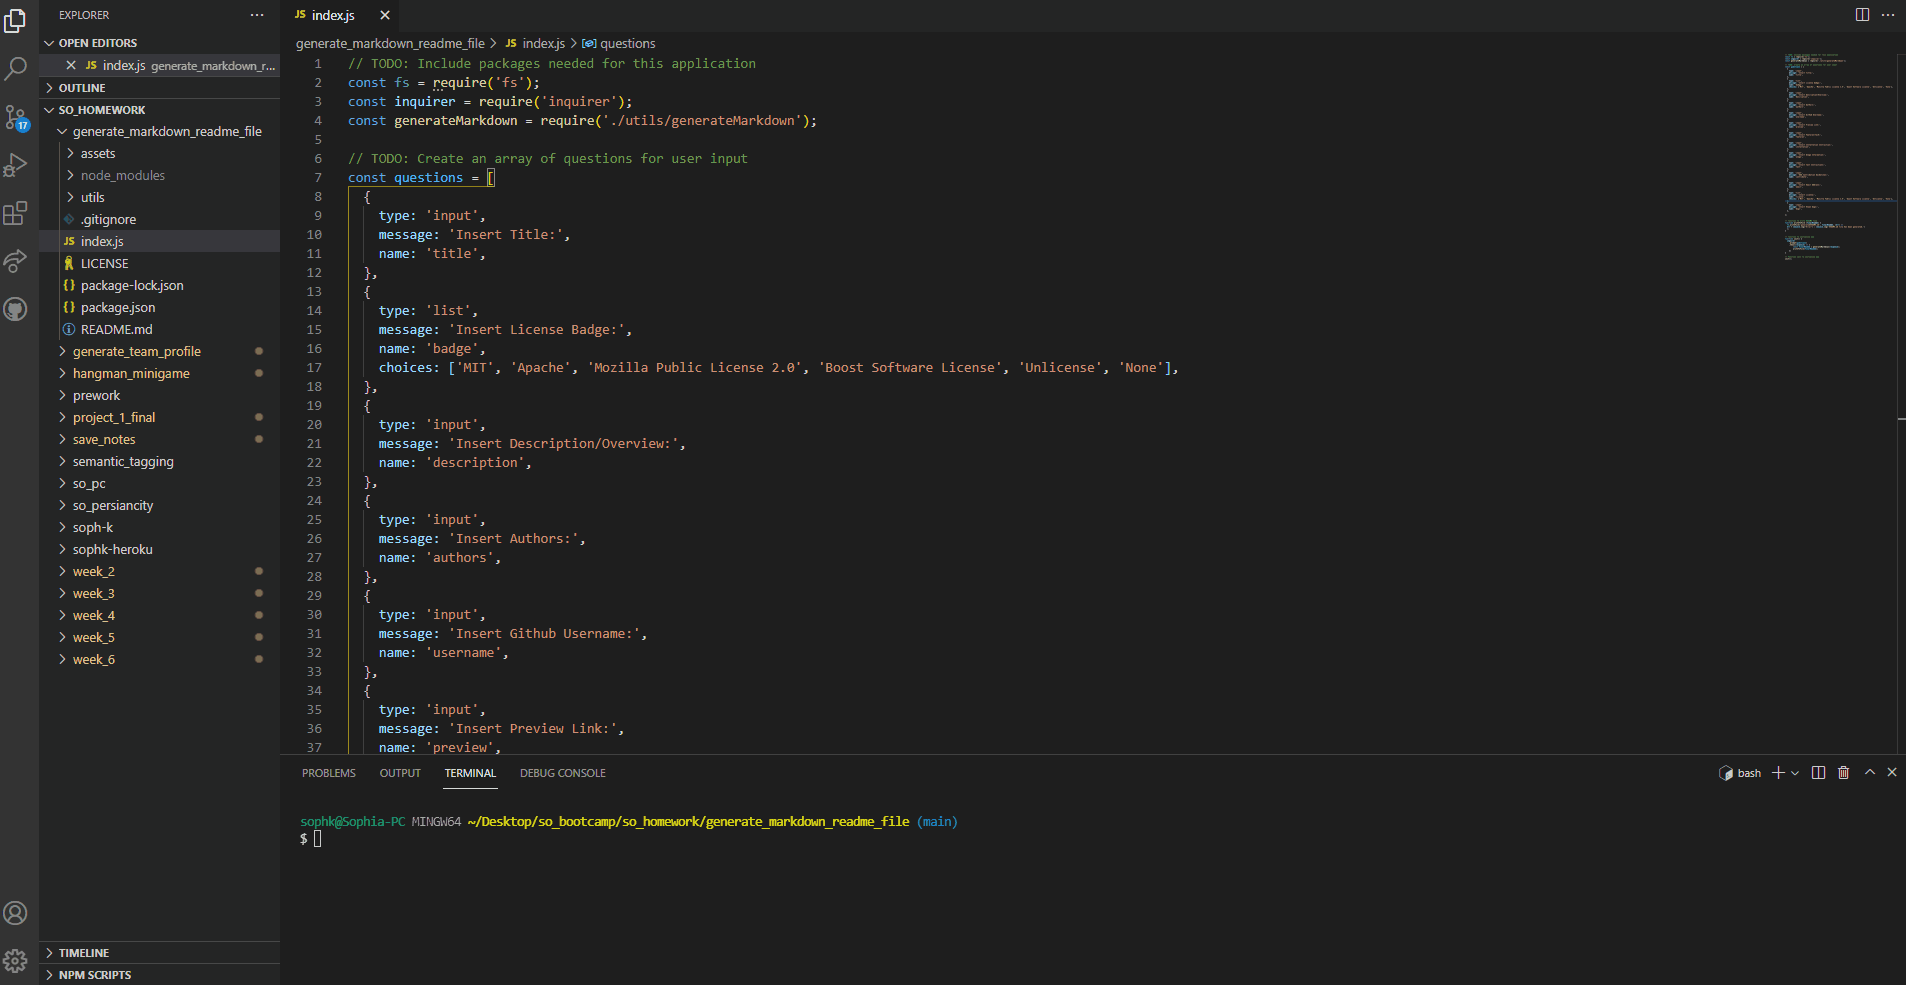 EXPLORER
OPEN EDITORS
JS index.js generate_markdown_r...
OUTLINE
SO_HOMEWORK
17
generate_markdown_readme_file
assets
node_modules
utils
.gitignore
JS index.js
LICENSE
{} package-lock.json
{} package.json
README.md
generate_team_profile
hangman_minigame
prework
project_1_final
save_notes
semantic_tagging
so_pc
so_persiancity
soph-k
sophk-heroku
week_2
week_3
week_4
week_5
week_6
TIMELINE
NPM SCRIPTS
JS index.js
generate_markdown_readme_file > JS index.js > questions
1 // TODO: Include packages needed for this application
2 const fs = require('fs');
3 const inquirer = require('inquirer');
4 const generateMarkdown = require('./utils/generateMarkdown');
5
6 // TODO: Create an array of questions for user input
7 const questions = [
8 {
9 type: 'input',
10 message: 'Insert Title:',
11 name: 'title',
12 },
13 {
14 type: 'list',
15 message: 'Insert License Badge:',
16 name: 'badge',
17 choices: ['MIT', 'Apache', 'Mozilla Public License 2.0', 'Boost Software License', 'Unlicense', 'None'],
18 },
19 {
20 type: 'input',
21 message: 'Insert Description/Overview:',
22 name: 'description',
23 },
24 {
25 type: 'input',
26 message: 'Insert Authors:',
27 name: 'authors',
28 },
29 {
30 type: 'input',
31 message: 'Insert Github Username:',
32 name: 'username',
33 },
34 {
35 type: 'input',
36 message: 'Insert Preview Link:',
37 name: 'preview',
PROBLEMS OUTPUT TERMINAL DEBUG CONSOLE
bash
sophk@Sophia-PC MINGW64 ~/Desktop/so_bootcamp/so_homework/generate_markdown_readme_file (main)
$